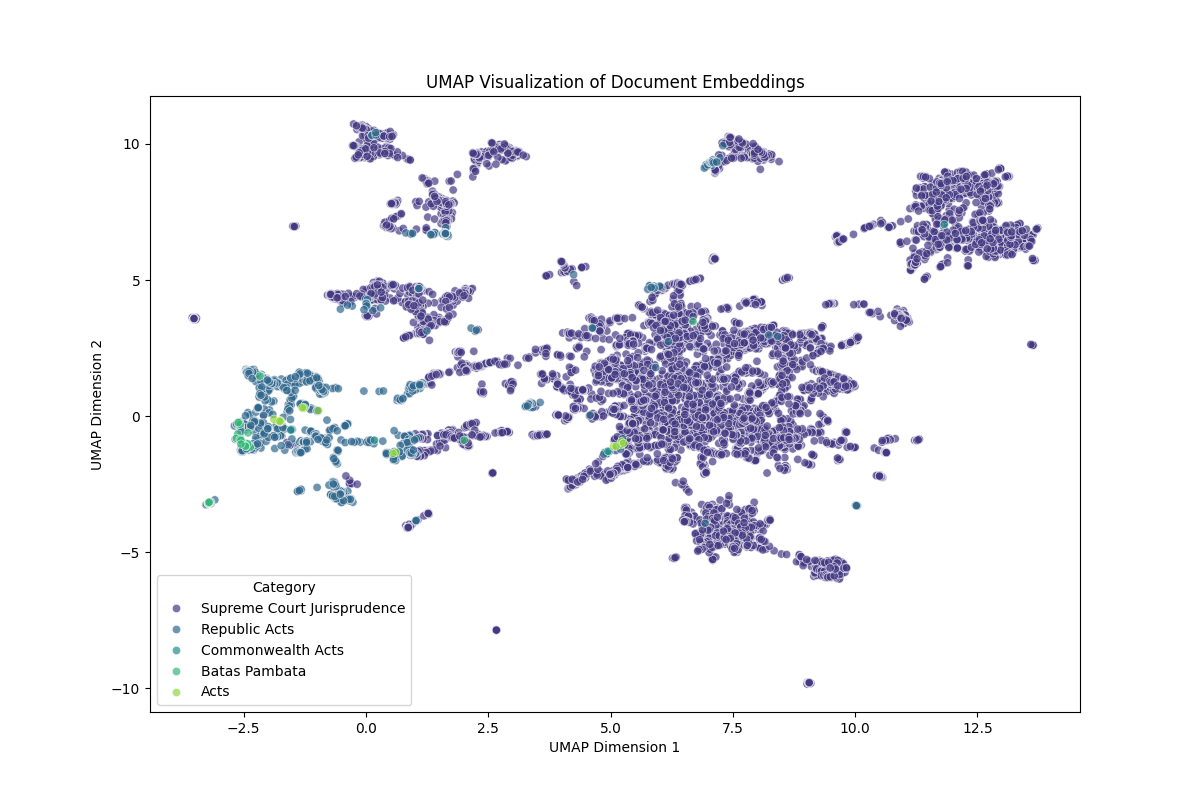 UMAP Visualization of Document Embeddings
10
5
0
−5
−10
UMAP Dimension 2
Category
Supreme Court Jurisprudence
Republic Acts
Commonwealth Acts
Batas Pambata
Acts
−2.5 0.0 2.5 5.0 7.5 10.0 12.5
UMAP Dimension 1